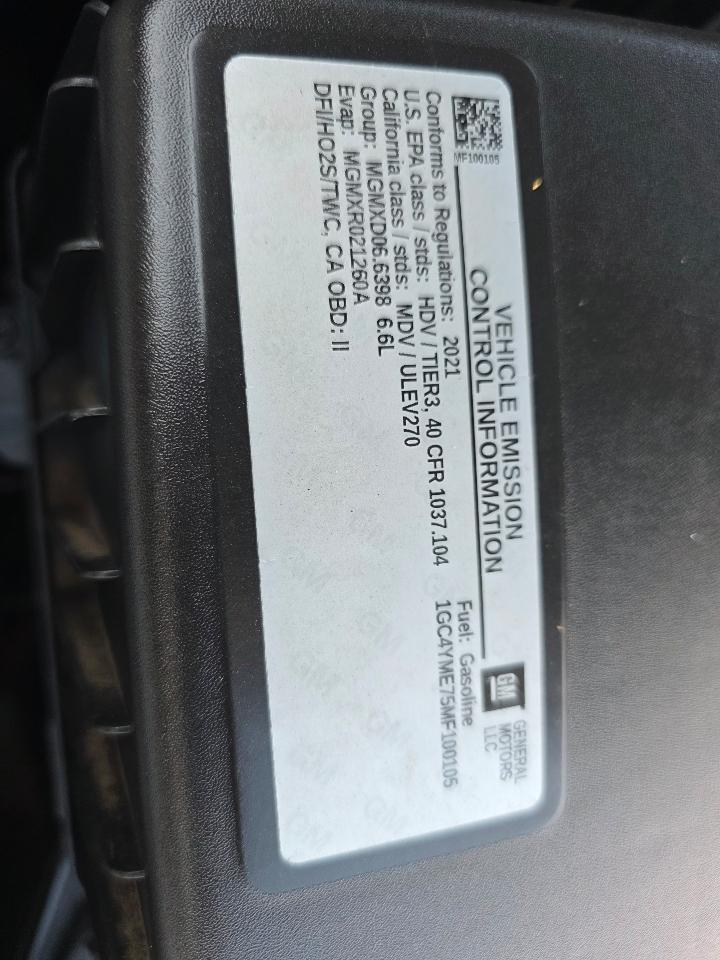 MF100105
VEHICLE EMISSION
CONTROL INFORMATION
GM
GENERAL
MOTORS
LLC
Conforms to Regulations: 2021
Fuel: Gasoline
U.S. EPA class / stds: HDV / TIER3, 40 CFR 1037.104
1GC4YME75MF100105
California class / stds: MDV / ULEV270
Group: MGMXD06.6398 6.6L
Evap: MGMXR021260A
DFI/HO2S/TWC, CA OBD: II